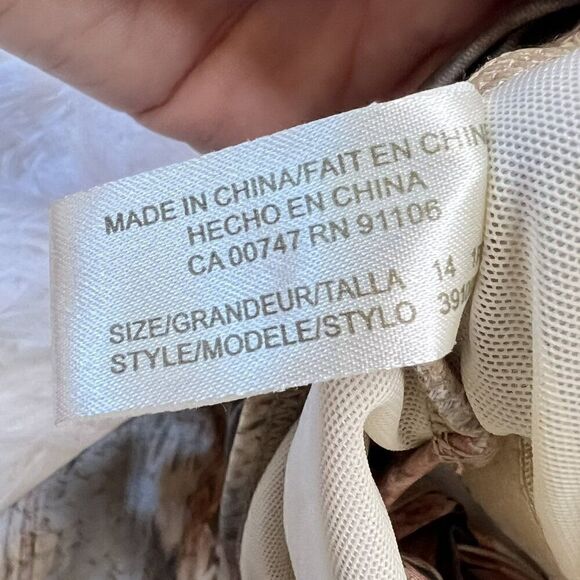 MADE IN CHINA/FAIT EN CHINE
HECHO EN CHINA
CA 00747 RN 91106
SIZE/GRANDEUR/TALLA 14
STYLE/MODELE/STYLO